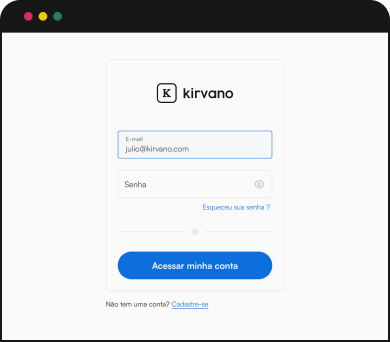 K kirvano
E-mail
julio@kirvano.com
Senha
Esqueceu sua senha ?
Acessar minha conta
Não tem uma conta? Cadastre-se